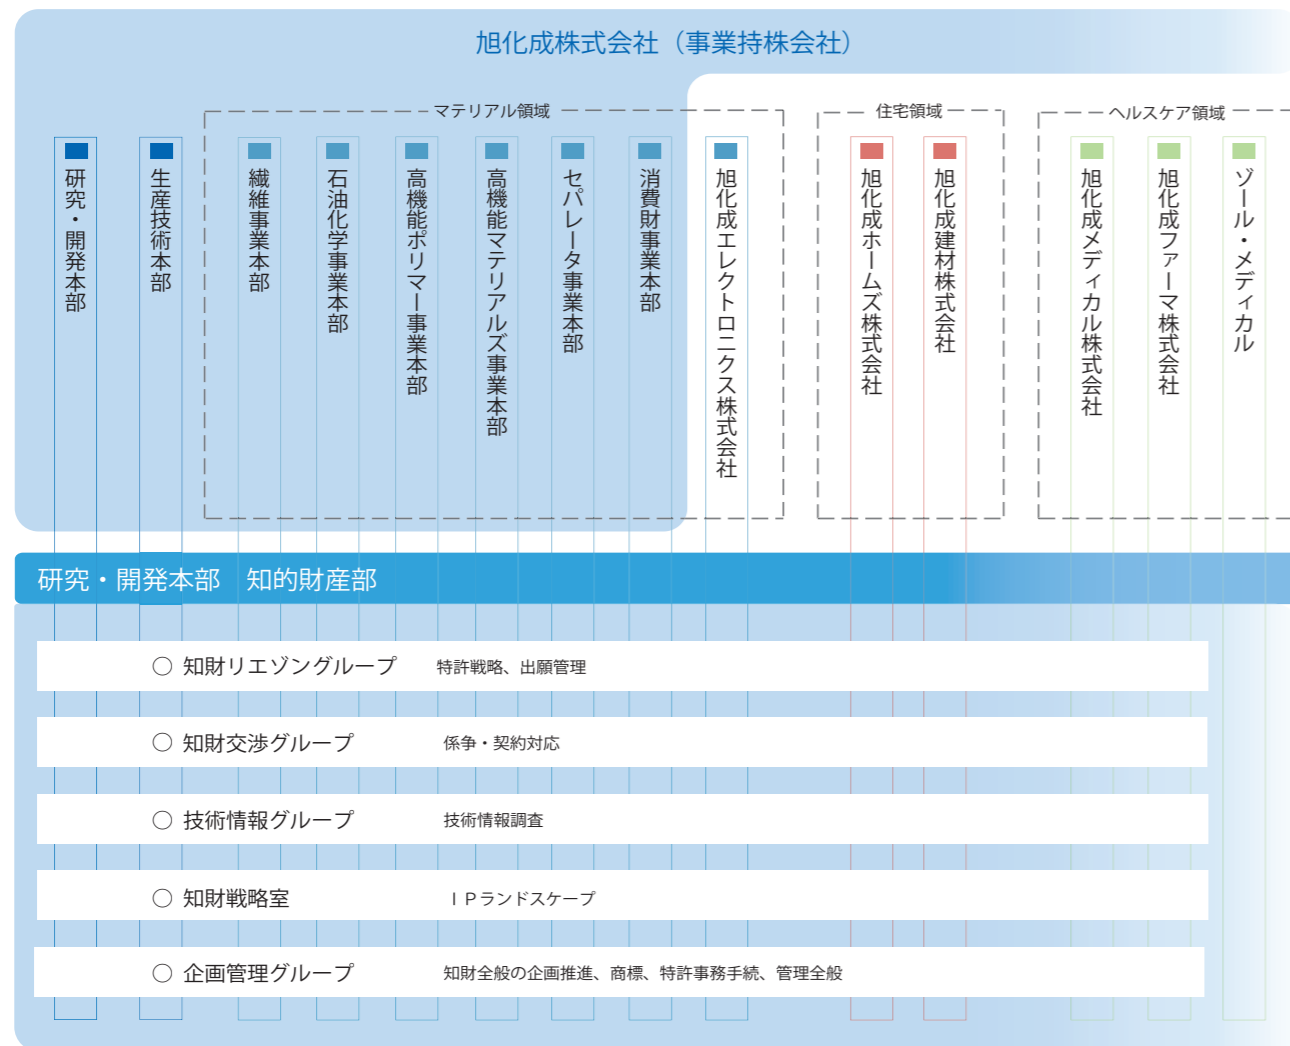 旭化成株式会社（事業持株会社）
マテリアル領域
住宅領域
ヘルスケア領域
研究・開発本部
生産技術本部
繊維事業本部
石油化学事業本部
高機能ポリマー事業本部
高機能マテリアルズ事業本部
セパレータ事業本部
消費財事業本部
旭化成エレクトロニクス株式会社
旭化成ホームズ株式会社
旭化成建材株式会社
旭化成メディカル株式会社
旭化成ファーマ株式会社
ゾール・メディカル
研究・開発本部　知的財産部
○ 知財リエゾングループ　特許戦略、出願管理
○ 知財交渉グループ　係争・契約対応
○ 技術情報グループ　技術情報調査
○ 知財戦略室　ＩＰランドスケープ
○ 企画管理グループ　知財全般の企画推進、商標、特許事務手続、管理全般